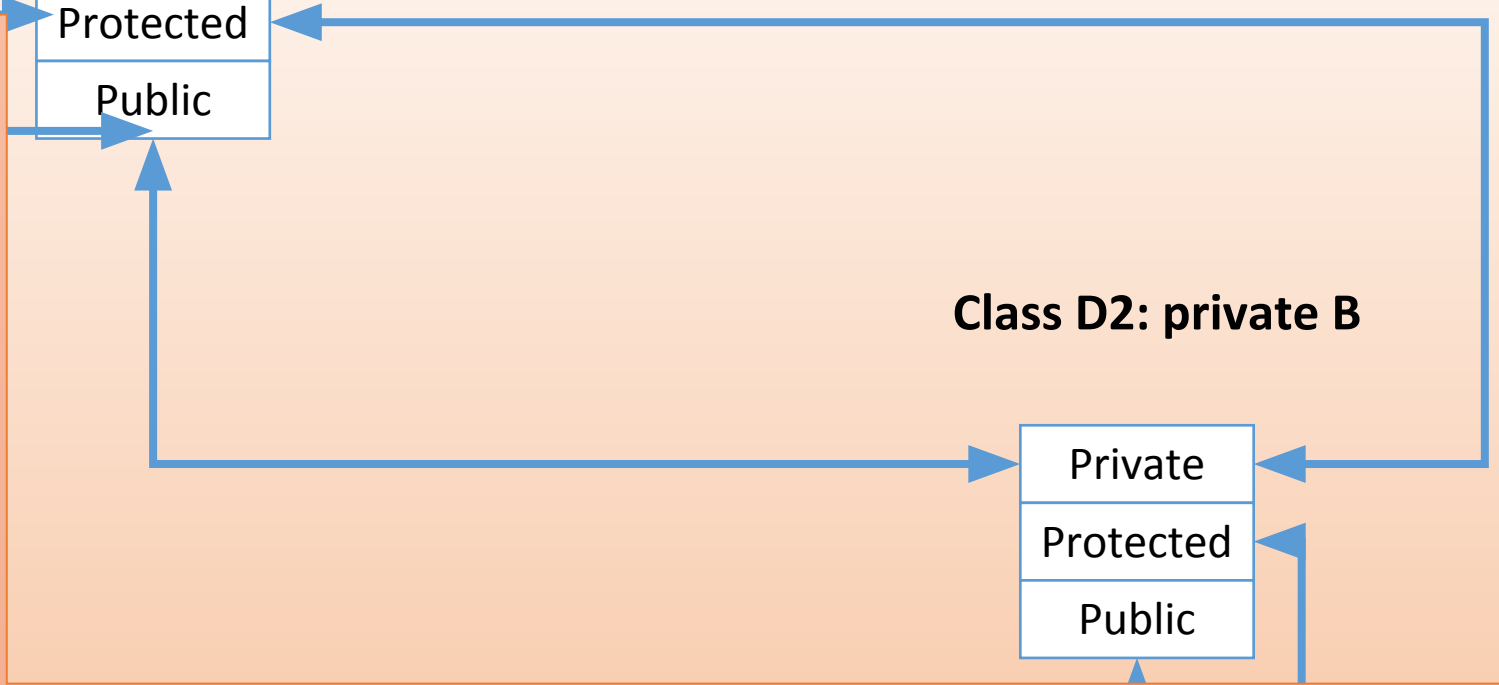 Protected
Public
Class D2: private B
Private
Protected
Public